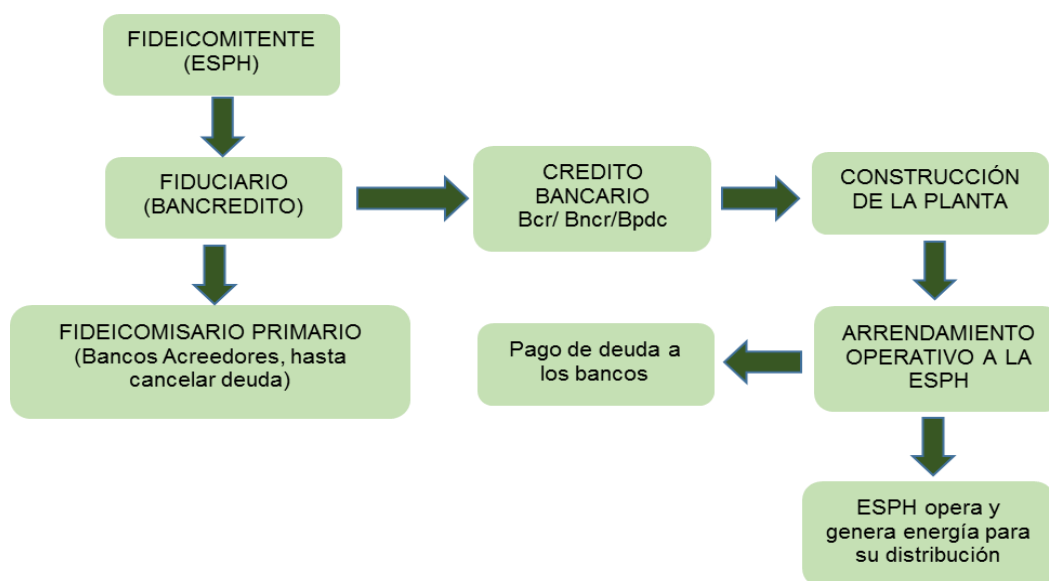 FIDEICOMITENTE
(ESPH)
FIDUCIARIO
(BANCREDITO)
CREDITO
BANCARIO
Bcr/ Bncr/Bpdc
CONSTRUCCIÓN
DE LA PLANTA
FIDEICOMISARIO PRIMARIO
(Bancos Acreedores, hasta
cancelar deuda)
Pago de deuda a
los bancos
ARRENDAMIENTO
OPERATIVO A LA
ESPH
ESPH opera y
genera energía para
su distribución